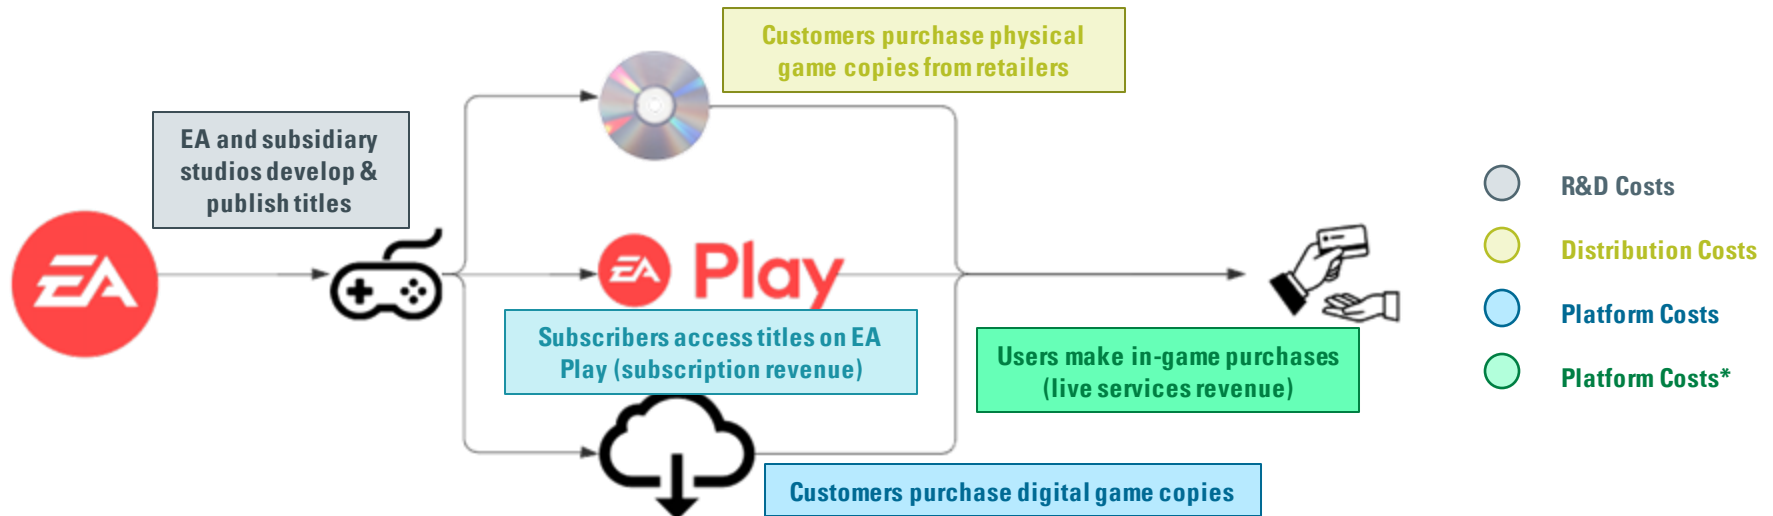 Customers purchase physical
game copies from retailers
EA and subsidiary
studios develop &
publish titles
EA
EA Play
Subscribers access titles on EA
Play (subscription revenue)
Users make in-game purchases
(live services revenue)
Customers purchase digital game copies
R&D Costs
Distribution Costs
Platform Costs
Platform Costs*